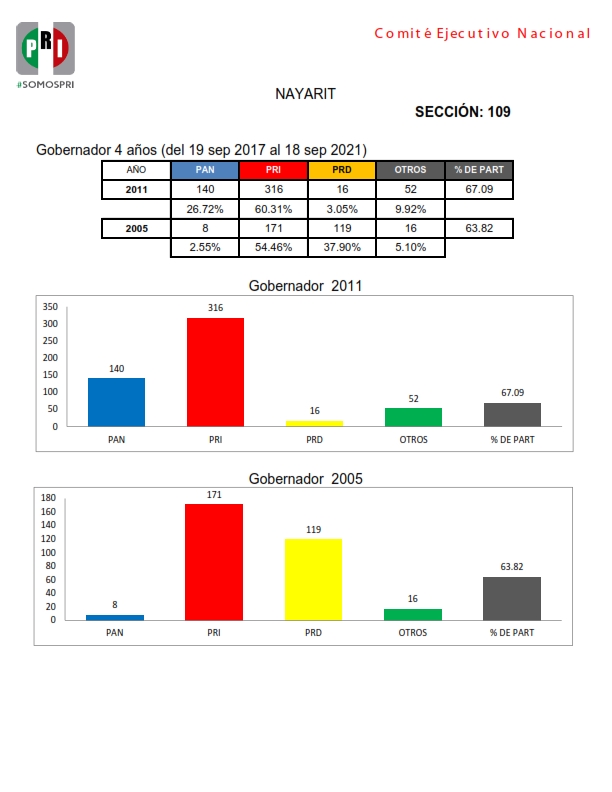 Comité Ejecutivo Nacional
PRI
#SOMOSPRI
NAYARIT
SECCIÓN: 109
Gobernador 4 años (del 19 sep 2017 al 18 sep 2021)
AÑO PAN PRI PRD OTROS % DE PART
2011 140 316 16 52 67.09
26.72% 60.31% 3.05% 9.92%
2005 8 171 119 16 63.82
2.55% 54.46% 37.90% 5.10%
Gobernador 2011
350
300
250
200
150
100
50
0
140 316 16 52 67.09
PAN PRI PRD OTROS % DE PART
Gobernador 2005
180
160
140
120
100
80
60
40
20
0
8 171 119 16 63.82
PAN PRI PRD OTROS % DE PART